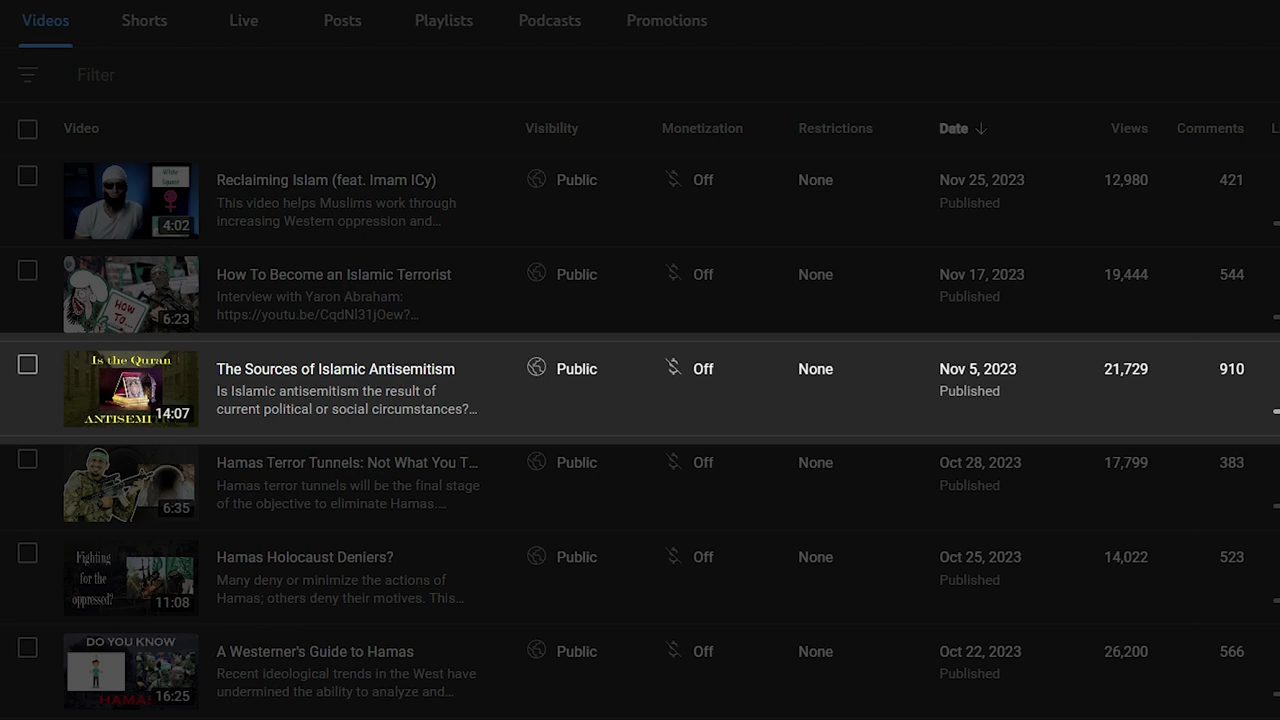 Videos Shorts Live Posts Playlists Podcasts Promotions
Filter
Video Visibility Monetization Restrictions Date Views Comments
Reclaiming Islam (feat. Imam ICy) Public Off None Nov 25, 2023 12,980 421
This video helps Muslims work through Published
increasing Western oppression and…
White
4:02
How To Become an Islamic Terrorist Public Off None Nov 17, 2023 19,444 544
Interview with Yaron Abraham: Published
https://youtu.be/CqdNl31jOew?…
HOW
TO...
6:23
Is the Quran
The Sources of Islamic Antisemitism Public Off None Nov 5, 2023 21,729 910
Is Islamic antisemitism the result of Published
current political or social circumstances?…
14:07
Hamas Terror Tunnels: Not What You T… Public Off None Oct 28, 2023 17,799 383
Hamas terror tunnels will be the final stage Published
of the objective to eliminate Hamas.…
6:35
Fighting
for the
oppressed?
11:08
Hamas Holocaust Deniers? Public Off None Oct 25, 2023 14,022 523
Many deny or minimize the actions of Published
Hamas; others deny their motives. This…
DO YOU KNOW
A Westerner's Guide to Hamas Public Off None Oct 22, 2023 26,200 566
Recent ideological trends in the West have Published
undermined the ability to analyze and…
16:25